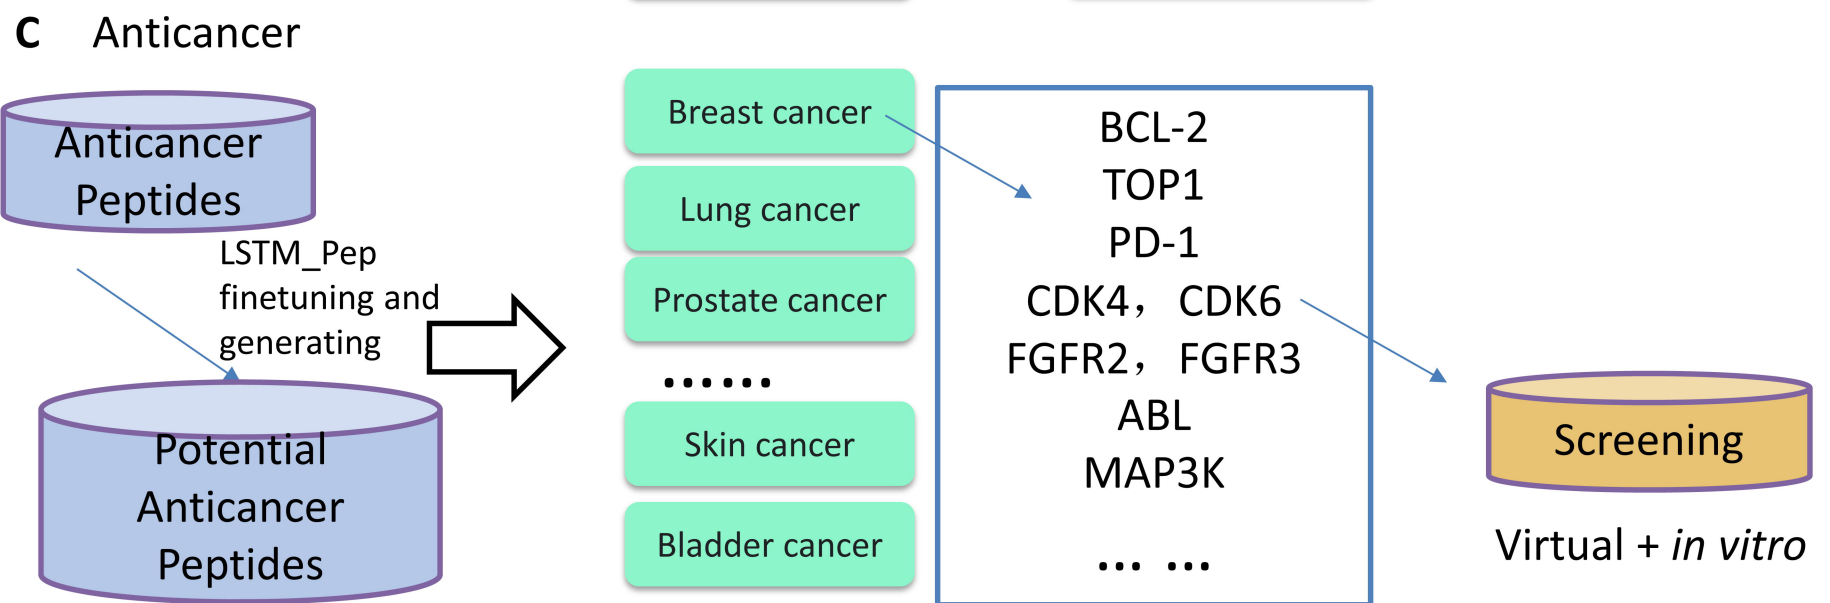 C Anticancer
Anticancer
Peptides
LSTM_Pep
finetuning and
generating
Potential
Anticancer
Peptides
Breast cancer
Lung cancer
Prostate cancer
......
Skin cancer
Bladder cancer
BCL-2
TOP1
PD-1
CDK4， CDK6
FGFR2， FGFR3
ABL
MAP3K
... ...
Screening
Virtual + in vitro